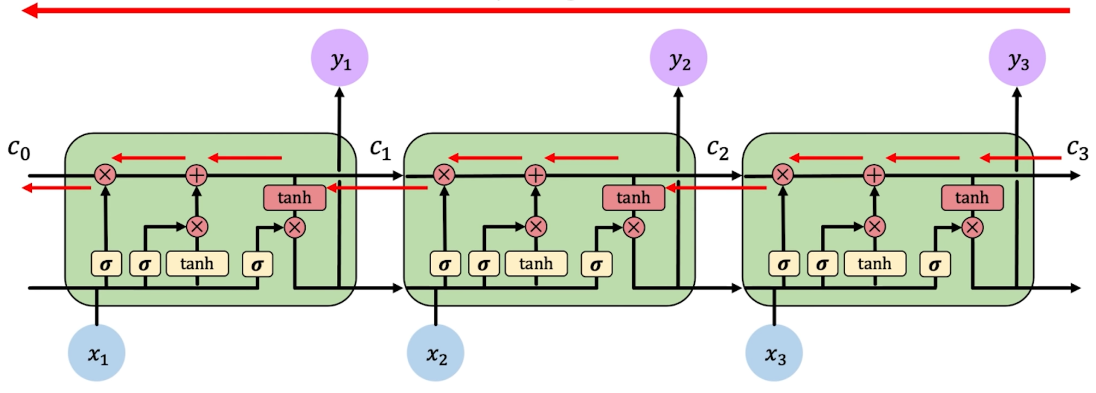 y₁ y₂ y₃
c₀ c₁ c₂ c₃
× + × + × +
tanh tanh tanh
× × × × × ×
σ σ tanh σ σ σ tanh σ σ σ tanh σ
x₁ x₂ x₃